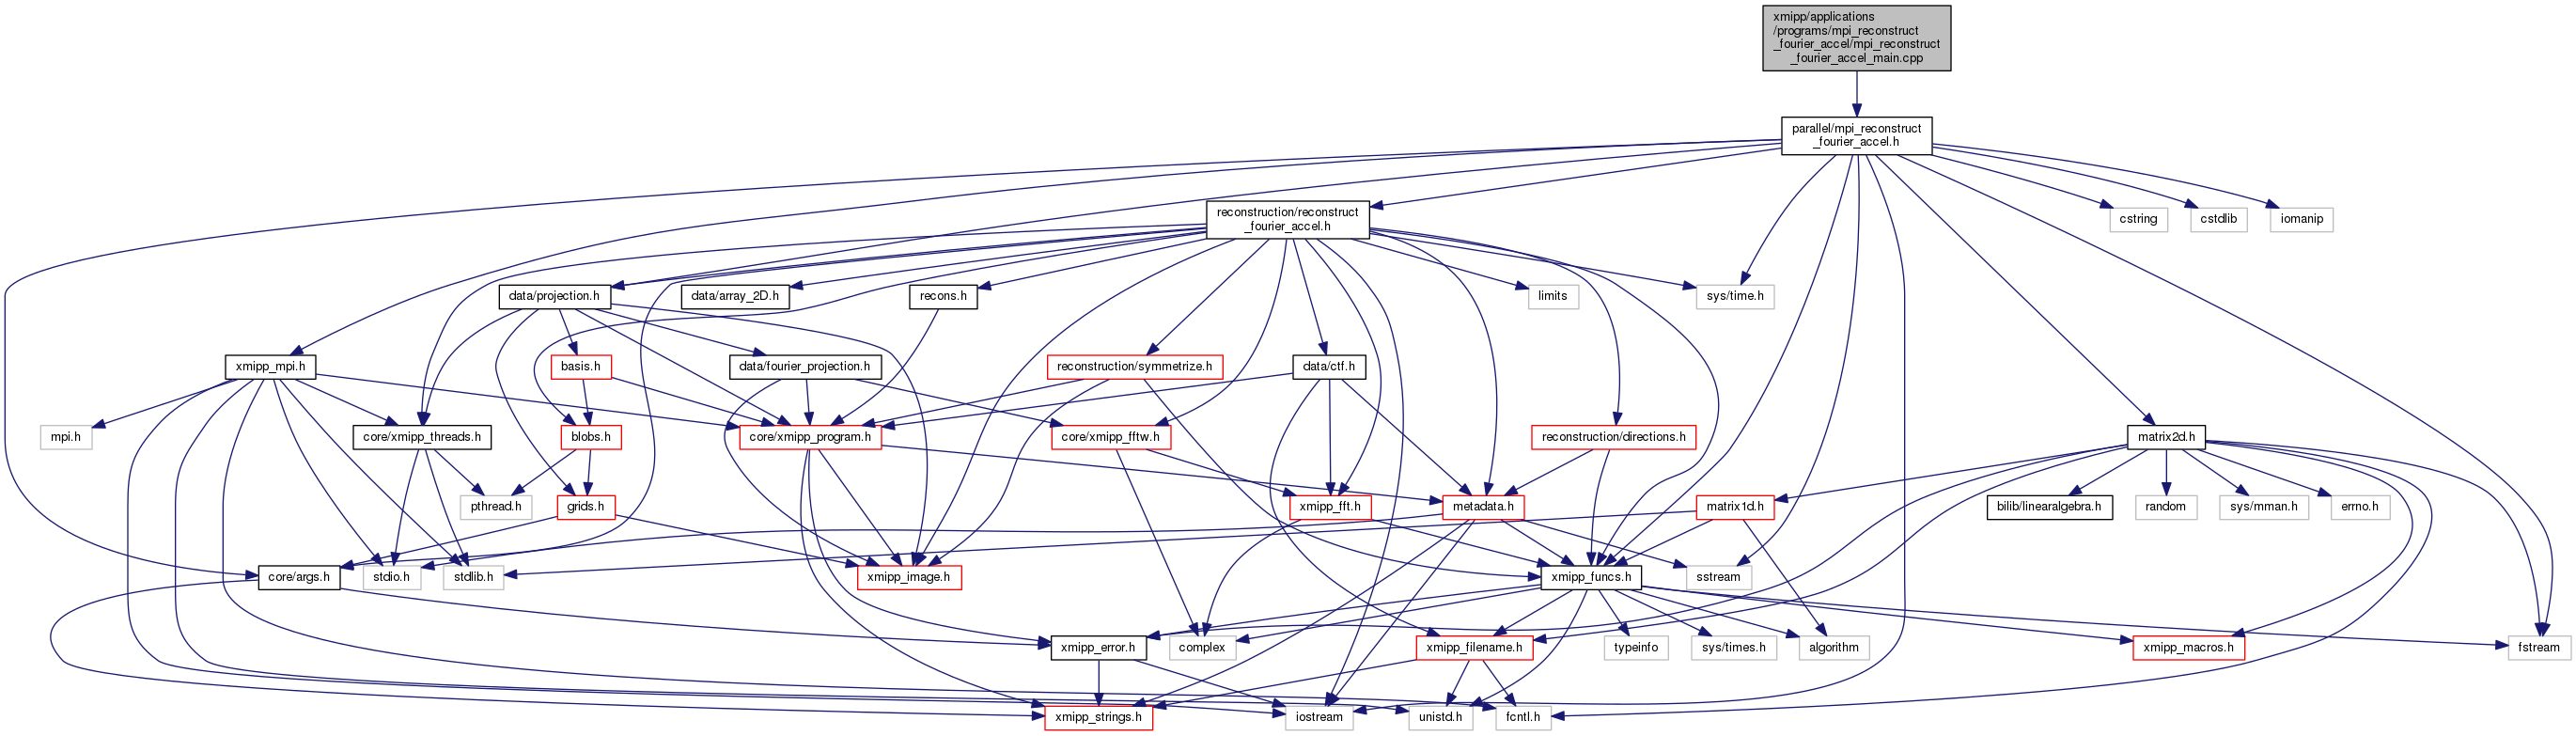 xmipp/applications
/programs/mpi_reconstruct
_fourier_accel/mpi_reconstruct
_fourier_accel_main.cpp
parallel/mpi_reconstruct
_fourier_accel.h
reconstruction/reconstruct
_fourier_accel.h
cstring
cstdlib
iomanip
data/projection.h
data/array_2D.h
recons.h
limits
sys/time.h
xmipp_mpi.h
basis.h
data/fourier_projection.h
reconstruction/symmetrize.h
data/ctf.h
mpi.h
core/xmipp_threads.h
blobs.h
core/xmipp_program.h
core/xmipp_fftw.h
reconstruction/directions.h
matrix2d.h
pthread.h
grids.h
xmipp_fft.h
metadata.h
matrix1d.h
bilib/linearalgebra.h
random
sys/mman.h
errno.h
core/args.h
stdio.h
stdlib.h
xmipp_image.h
xmipp_funcs.h
sstream
xmipp_error.h
complex
xmipp_filename.h
typeinfo
sys/times.h
algorithm
xmipp_macros.h
fstream
xmipp_strings.h
iostream
unistd.h
fcntl.h